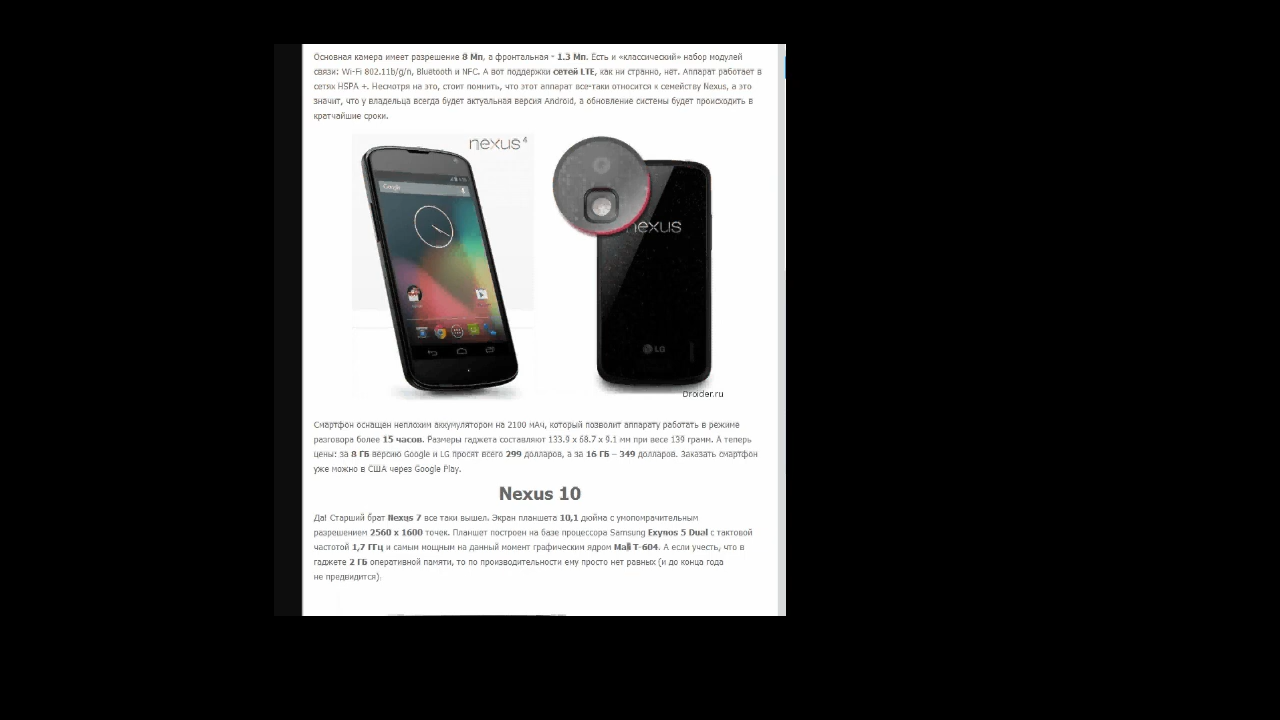 Основная камера имеет разрешение 8 Мп, а фронтальная - 1.3 Мп. Есть и «классический» набор модулей
связи: Wi-Fi 802.11b/g/n, Bluetooth и NFC. А вот поддержки сетей LTE, как ни странно, нет. Аппарат работает в
сетях HSPA +. Несмотря на это, стоит помнить, что этот аппарат все-таки относится к семейству Nexus, а это
значит, что у владельца всегда будет актуальная версия Android, а обновление системы будет происходить в
кратчайшие сроки.
nexus 4
Google
nexus
LG
Droider.ru
Смартфон оснащен неплохим аккумулятором на 2100 мАч, который позволит аппарату работать в режиме
разговора более 15 часов. Размеры гаджета составляют 133.9 x 68.7 x 9.1 мм при весе 139 грамм. А теперь
цены: за 8 ГБ версию Google и LG просят всего 299 долларов, а за 16 ГБ – 349 долларов. Заказать смартфон
уже можно в США через Google Play.
Nexus 10
Да! Старший брат Nexus 7 все таки вышел. Экран планшета 10,1 дюйма с умопомрачительным
разрешением 2560 x 1600 точек. Планшет построен на базе процессора Samsung Exynos 5 Dual с тактовой
частотой 1,7 ГГц и самым мощным на данный момент графическим ядром Mali T-604. А если учесть, что в
гаджете 2 ГБ оперативной памяти, то по производительности ему просто нет равных (и до конца года
не предвидится).